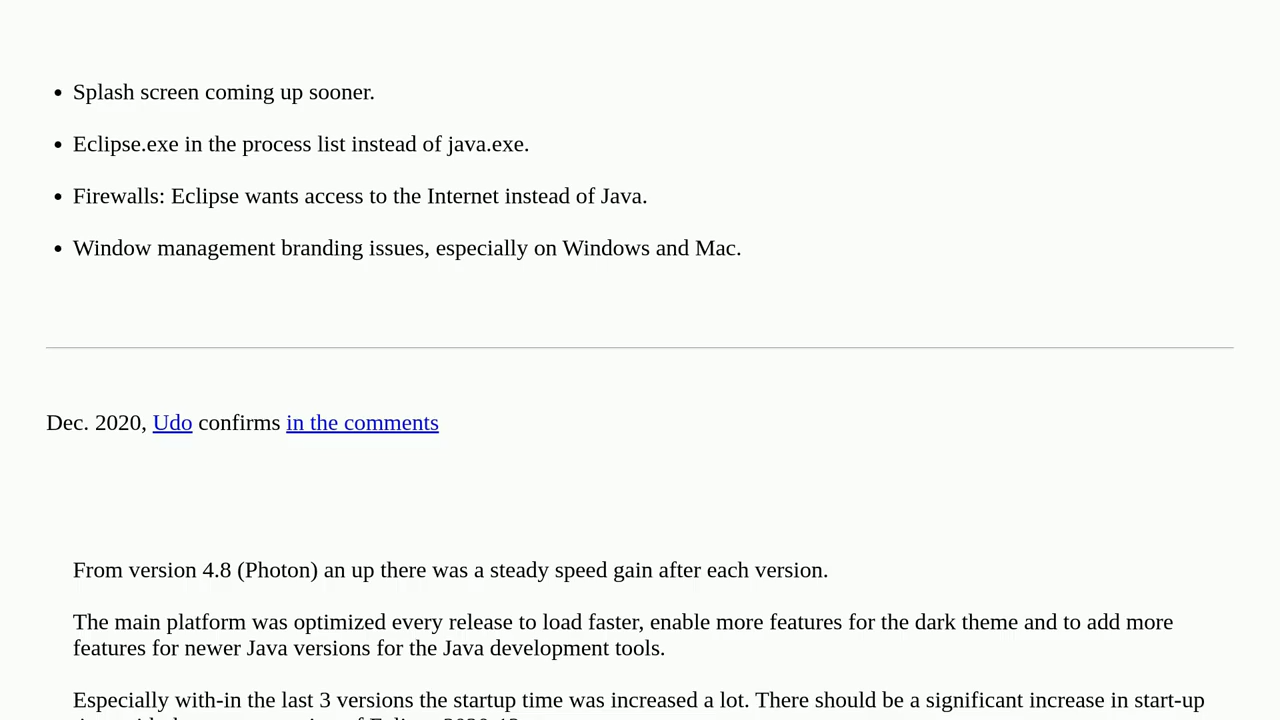 Splash screen coming up sooner.
Eclipse.exe in the process list instead of java.exe.
Firewalls: Eclipse wants access to the Internet instead of Java.
Window management branding issues, especially on Windows and Mac.
Dec. 2020, Udo confirms in the comments
From version 4.8 (Photon) an up there was a steady speed gain after each version.
The main platform was optimized every release to load faster, enable more features for the dark theme and to add more
features for newer Java versions for the Java development tools.
Especially with-in the last 3 versions the startup time was increased a lot. There should be a significant increase in start-up